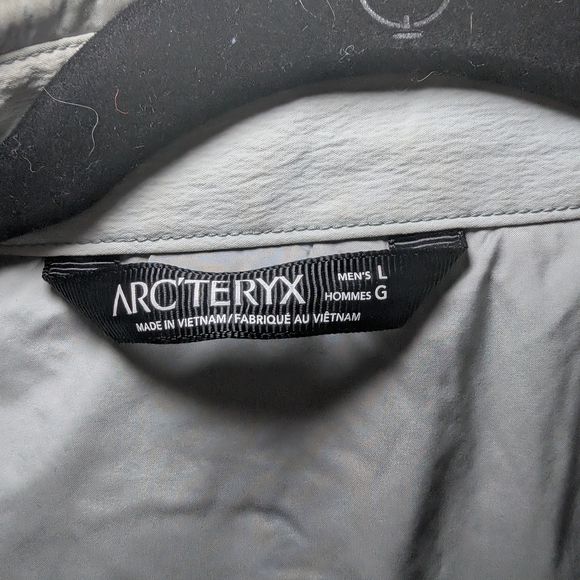 ARC'TERYX MEN'S L
HOMMES G
MADE IN VIETNAM/FABRIQUÉ AU VIÊTNAM